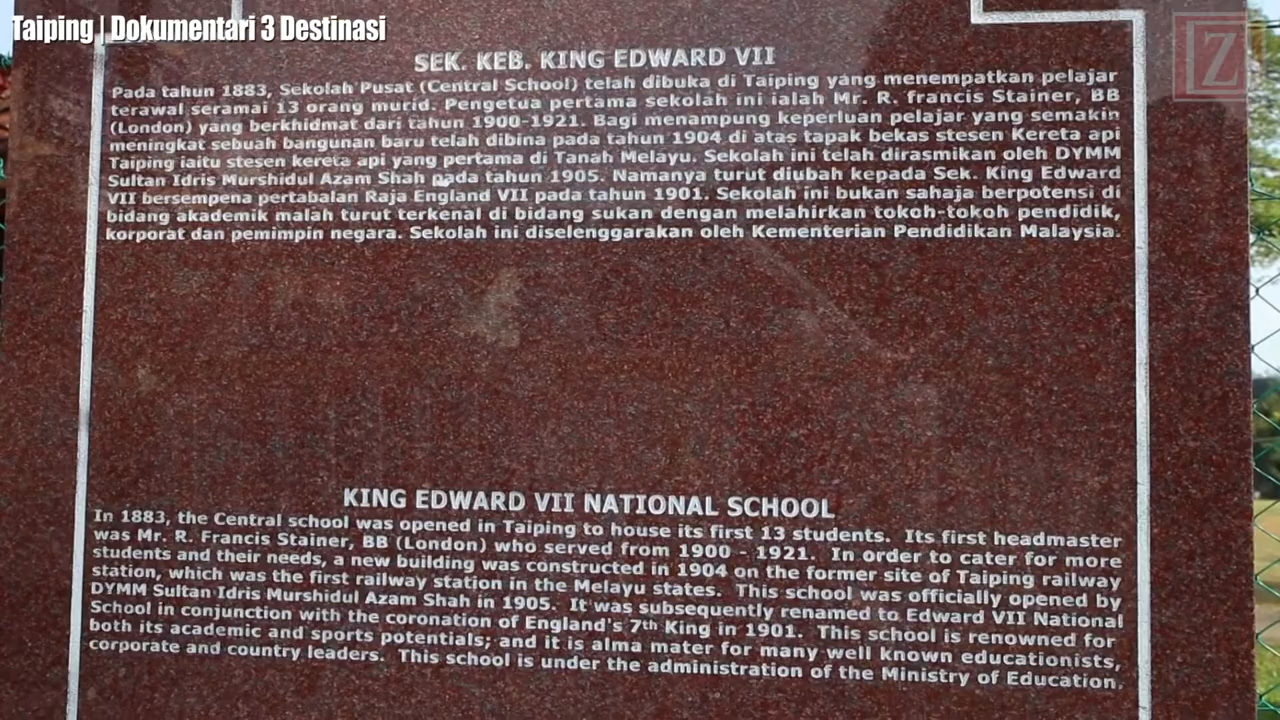 Taiping | Dokumentari 3 Destinasi
Z
SEK. KEB. KING EDWARD VII
Pada tahun 1883, Sekolah Pusat (Central School) telah dibuka di Taiping yang menempatkan pelajar
terawal seramai 13 orang murid. Pengetua pertama sekolah ini ialah Mr. R. francis Stainer, BB
(London) yang berkhidmat dari tahun 1900-1921. Bagi menampung keperluan pelajar yang semakin
meningkat sebuah bangunan baru telah dibina pada tahun 1904 di atas tapak bekas stesen Kereta api
Taiping iaitu stesen kereta api yang pertama di Tanah Melayu. Sekolah ini telah dirasmikan oleh DYMM
Sultan Idris Murshidul Azam Shah pada tahun 1905. Namanya turut diubah kepada Sek. King Edward
VII bersempena pertabalan Raja England VII pada tahun 1901. Sekolah ini bukan sahaja berpotensi di
bidang akademik malah turut terkenal di bidang sukan dengan melahirkan tokoh-tokoh pendidik,
korporat dan pemimpin negara. Sekolah ini diselenggarakan oleh Kementerian Pendidikan Malaysia.
KING EDWARD VII NATIONAL SCHOOL
In 1883, the Central school was opened in Taiping to house its first 13 students. Its first headmaster
was Mr. R. Francis Stainer, BB (London) who served from 1900 - 1921. In order to cater for more
students and their needs, a new building was constructed in 1904 on the former site of Taiping railway
station, which was the first railway station in the Melayu states. This school was officially opened by
DYMM Sultan Idris Murshidul Azam Shah in 1905. It was subsequently renamed to Edward VII National
School in conjunction with the coronation of England's 7th King in 1901. This school is renowned for
both its academic and sports potentials; and it is alma mater for many well known educationists,
corporate and country leaders. This school is under the administration of the Ministry of Education.